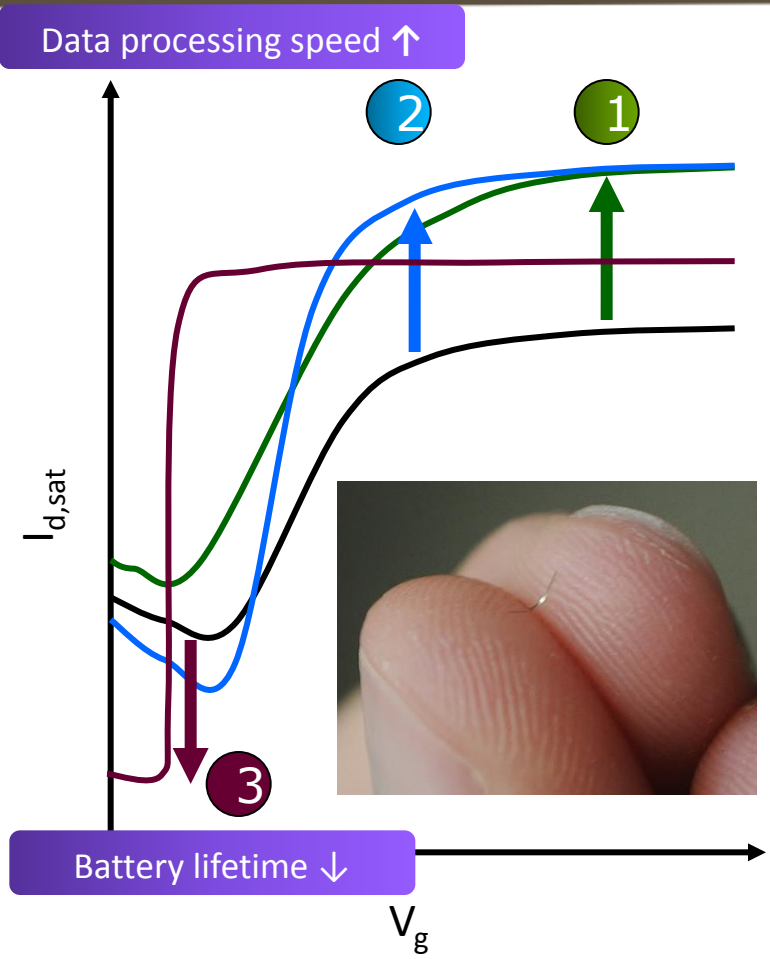 Data processing speed ↑
2
1
I_d,sat
3
Battery lifetime ↓
V_g